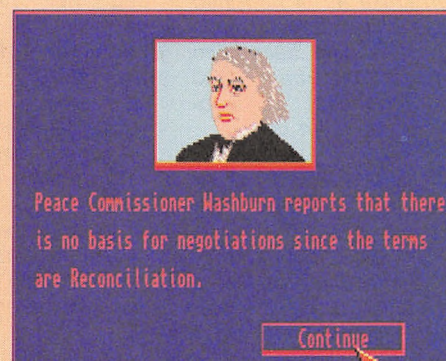 Peace Commissioner Washburn reports that there
is no basis for negotiations since the terms
are Reconciliation.
Continue